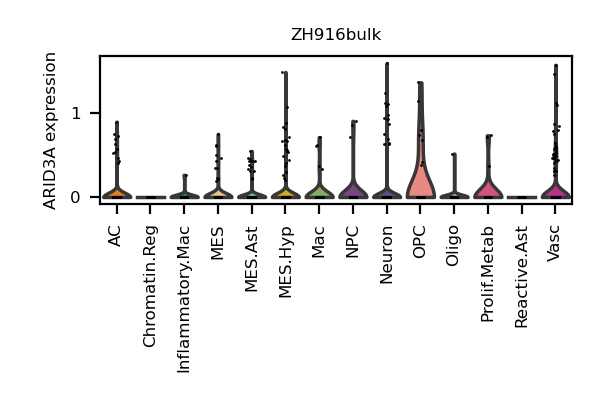 ZH916bulk
ARID3A expression
1
0
AC
Chromatin.Reg
Inflammatory.Mac
MES
MES.Ast
MES.Hyp
Mac
NPC
Neuron
OPC
Oligo
Prolif.Metab
Reactive.Ast
Vasc